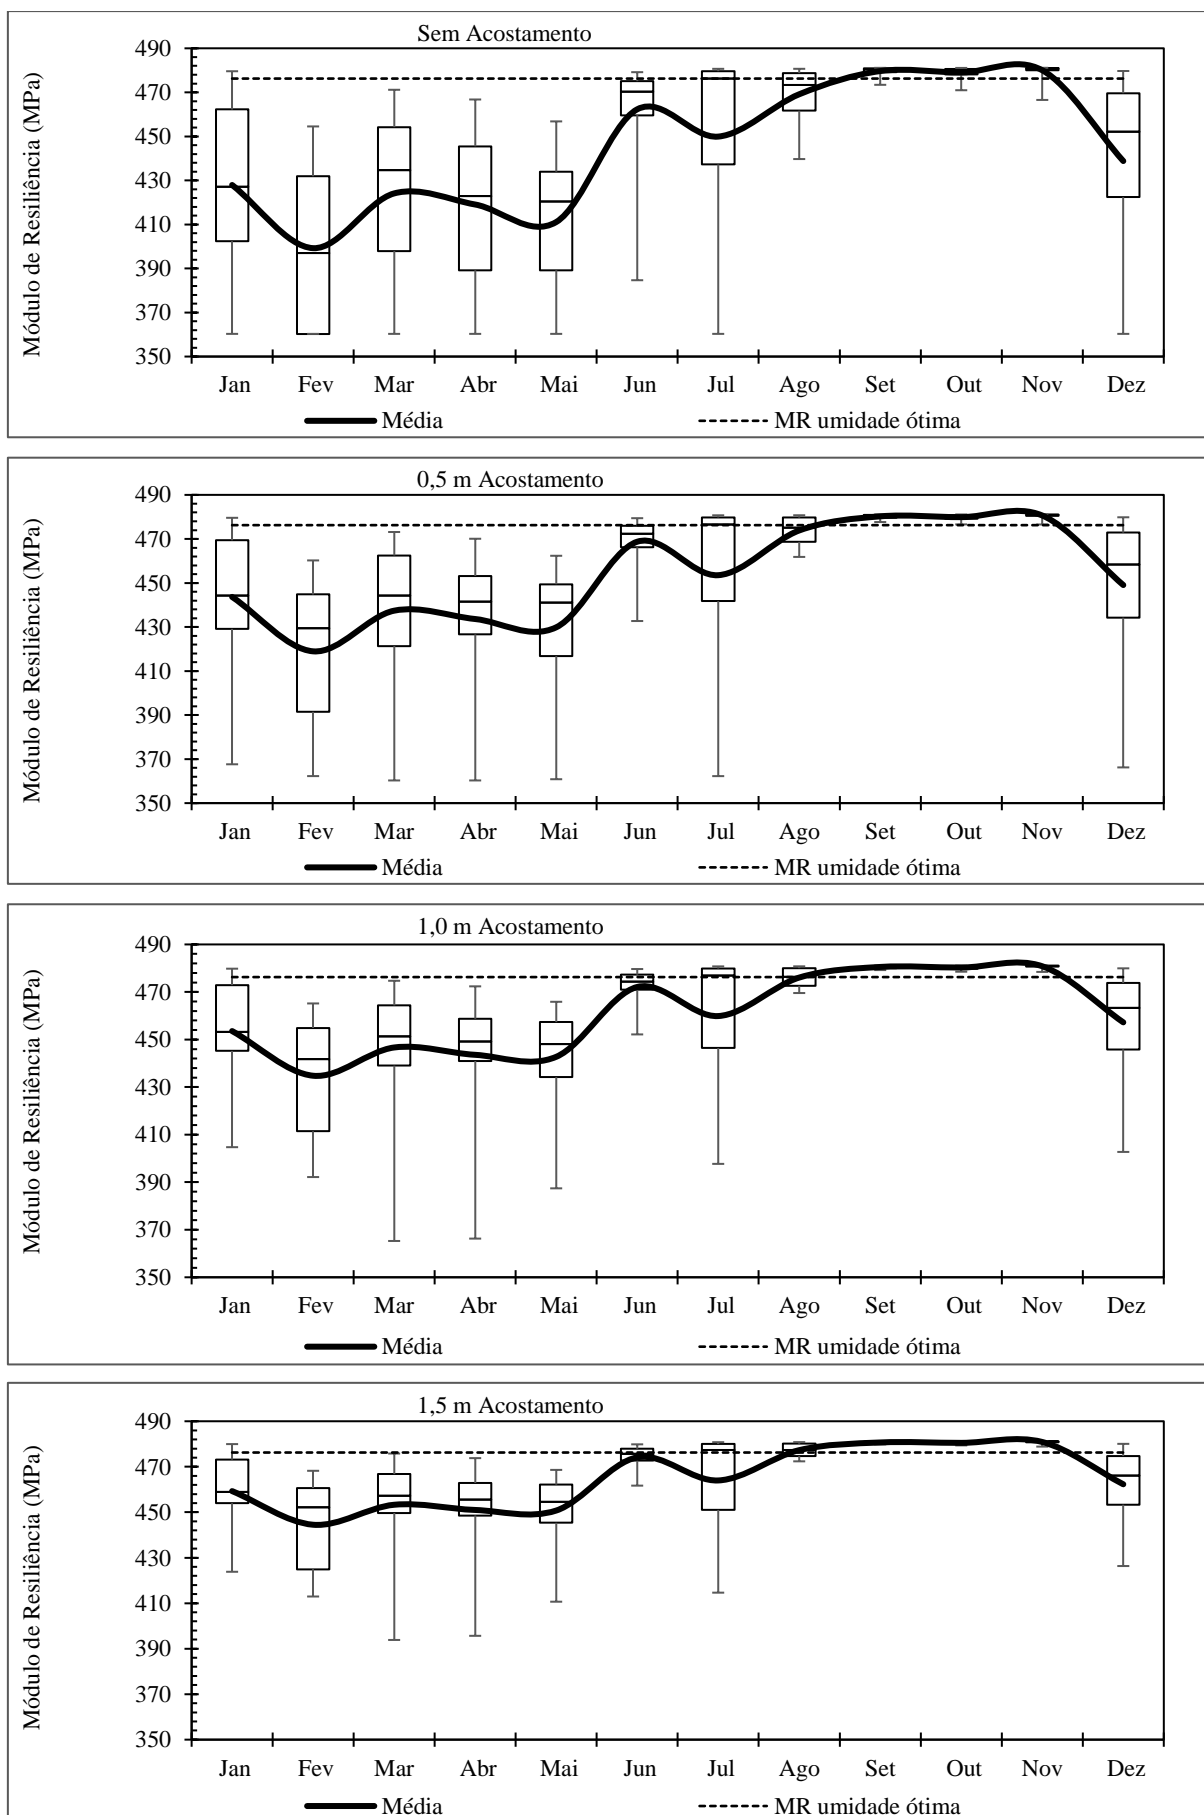 Sem Acostamento
Módulo de Resiliência (MPa)
490
470
450
430
410
390
370
350
Jan Fev Mar Abr Mai Jun Jul Ago Set Out Nov Dez
Média MR umidade ótima
0,5 m Acostamento
Módulo de Resiliência (MPa)
490
470
450
430
410
390
370
350
Jan Fev Mar Abr Mai Jun Jul Ago Set Out Nov Dez
Média MR umidade ótima
1,0 m Acostamento
Módulo de Resiliência (MPa)
490
470
450
430
410
390
370
350
Jan Fev Mar Abr Mai Jun Jul Ago Set Out Nov Dez
Média MR umidade ótima
1,5 m Acostamento
Módulo de Resiliência (MPa)
490
470
450
430
410
390
370
350
Jan Fev Mar Abr Mai Jun Jul Ago Set Out Nov Dez
Média MR umidade ótima